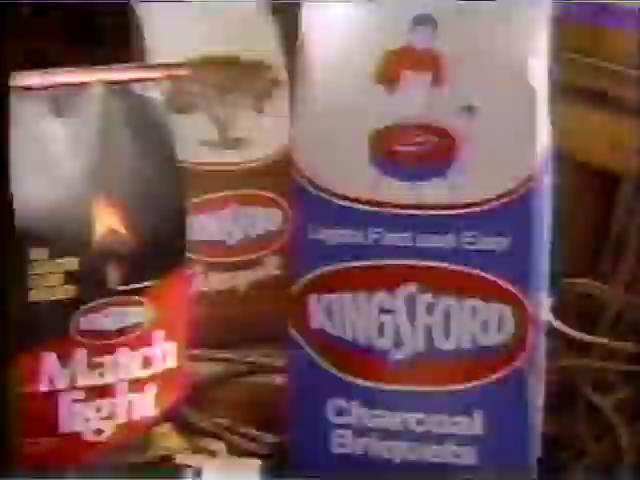 Lights Fast and Easy
KINGSFORD
Charcoal
Briquets
KINGSFORD
KINGSFORD
Match
light